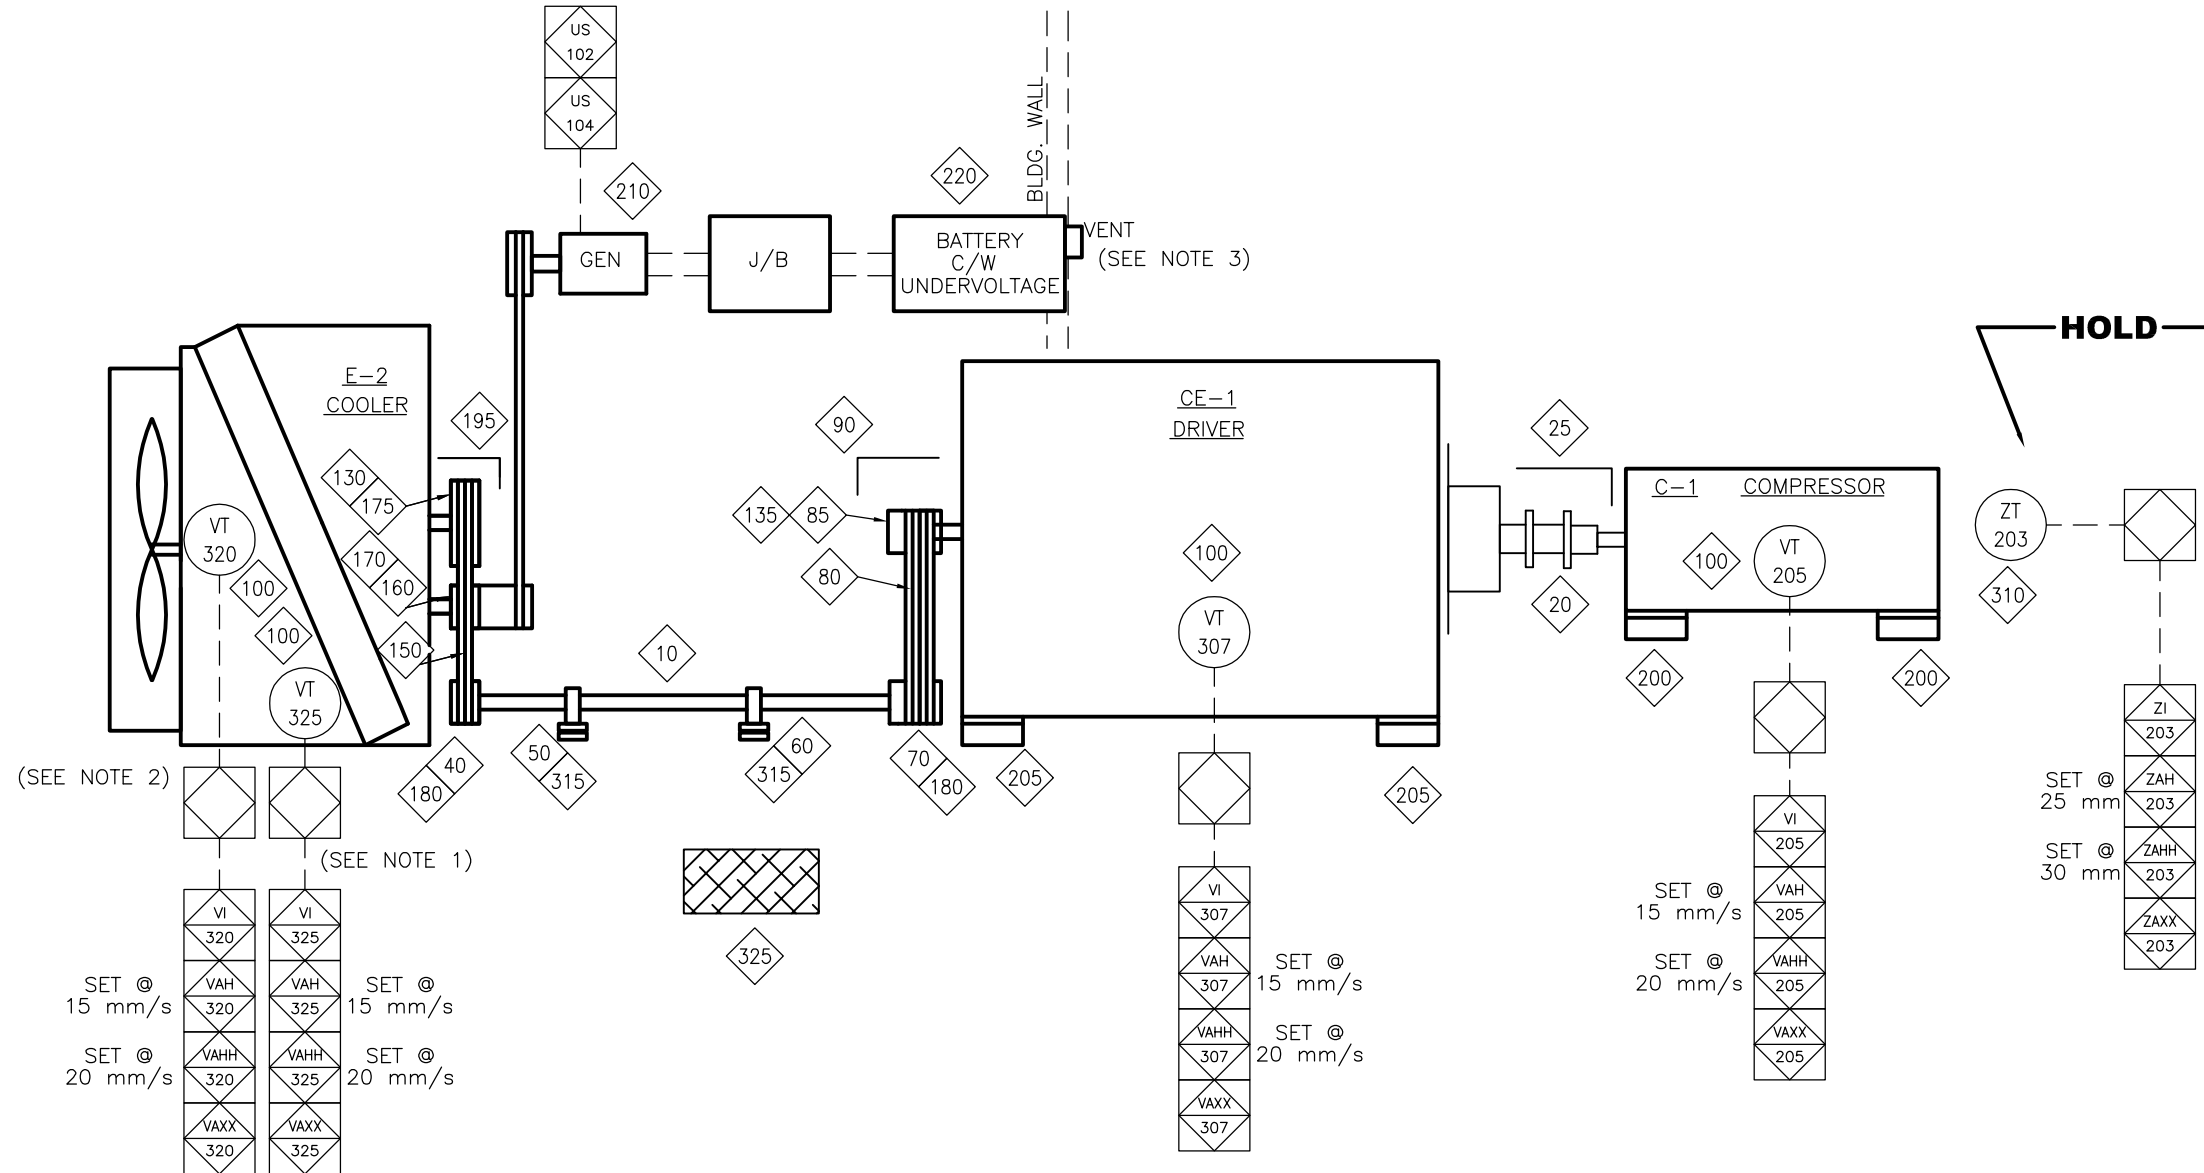 US
102
US
104
210
220
BLDG. WALL
GEN
J/B
BATTERY
C/W
UNDERVOLTAGE
VENT
(SEE NOTE 3)
HOLD
E-2
COOLER
195
90
CE-1
DRIVER
25
130
175
170
160
150
VT
320
100
100
VT
325
135
85
80
10
100
VT
307
20
C-1
COMPRESSOR
100
VT
205
ZT
203
310
200
200
40
180
50
315
60
315
70
180
205
205
325
(SEE NOTE 2)
(SEE NOTE 1)
VI
320
VAH
320
VAHH
320
VAXX
320
SET @
15 mm/s
SET @
20 mm/s
VI
325
VAH
325
VAHH
325
VAXX
325
SET @
15 mm/s
SET @
20 mm/s
VI
307
VAH
307
VAHH
307
VAXX
307
SET @
15 mm/s
SET @
20 mm/s
SET @
15 mm/s
SET @
20 mm/s
VI
205
VAH
205
VAHH
205
VAXX
205
SET @
25 mm
SET @
30 mm
ZI
203
ZAH
203
ZAHH
203
ZAXX
203